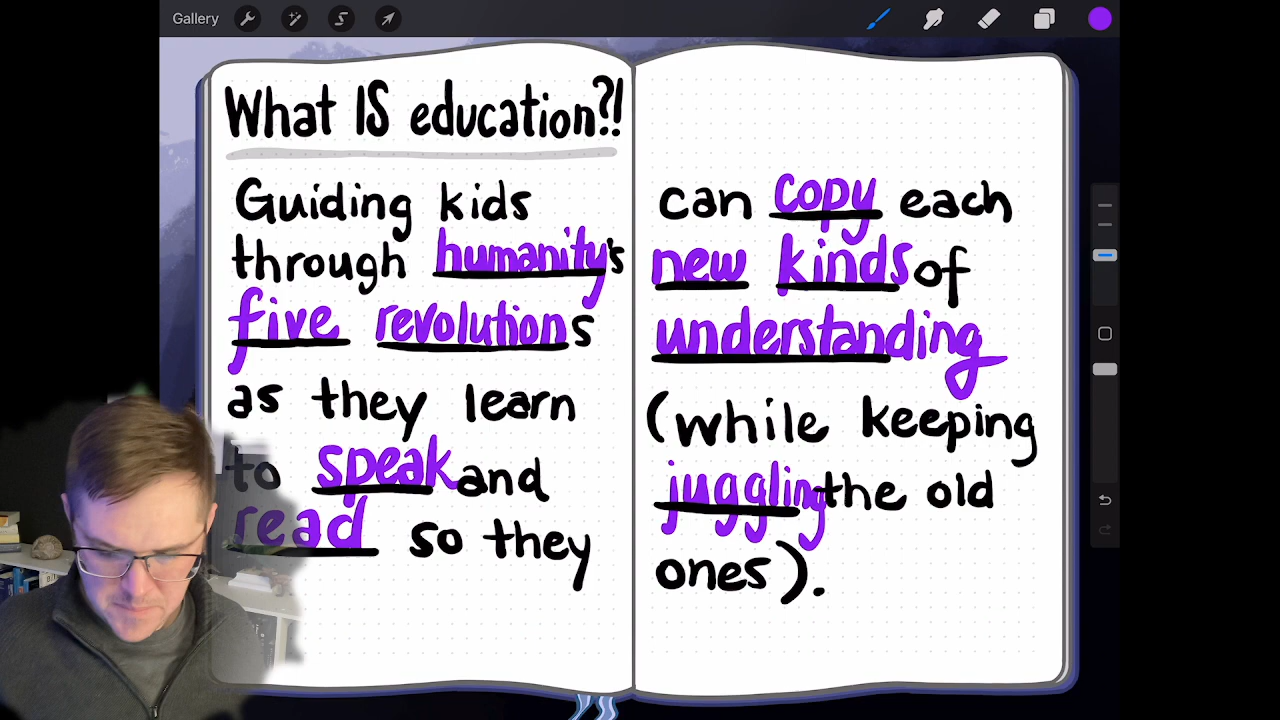 Gallery
What IS education?!
Guiding kids
through humanity's
five revolutions
as they learn
to speak and
read so they
can copy each
new kinds of
understanding
(while keeping
juggling the old
ones).